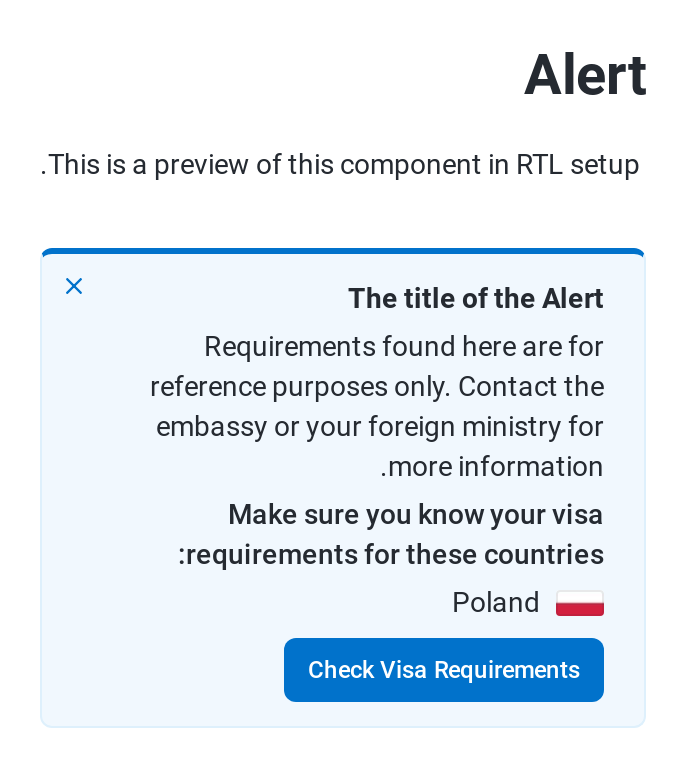 Alert
.This is a preview of this component in RTL setup
The title of the Alert
Requirements found here are for
reference purposes only. Contact the
embassy or your foreign ministry for
.more information
Make sure you know your visa
:requirements for these countries
Poland
Check Visa Requirements